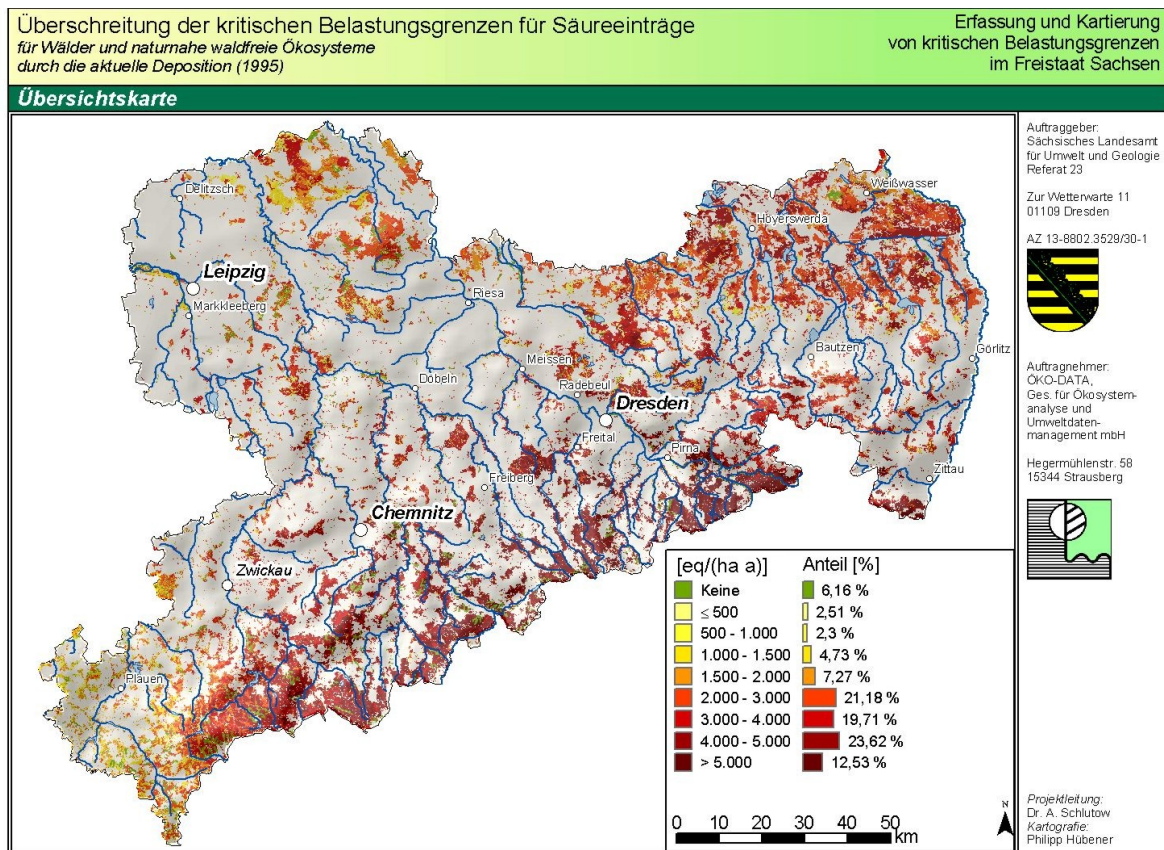 Überschreitung der kritischen Belastungsgrenzen für Säureeinträge
für Wälder und naturnahe waldfreie Ökosysteme
durch die aktuelle Deposition (1995)
Erfassung und Kartierung
von kritischen Belastungsgrenzen
im Freistaat Sachsen
Übersichtskarte
Delitzsch
Leipzig
Markkleeberg
Riesa
Döbeln
Meissen
Radebeul
Dresden
Freital
Pirna
Freiberg
Chemnitz
Zwickau
Plauen
Weißwasser
Hoyerswerda
Bautzen
Görlitz
Zittau
[eq/(ha a)] Anteil [%]
Keine 6,16 %
≤ 500 2,51 %
500 - 1.000 2,3 %
1.000 - 1.500 4,73 %
1.500 - 2.000 7,27 %
2.000 - 3.000 21,18 %
3.000 - 4.000 19,71 %
4.000 - 5.000 23,62 %
> 5.000 12,53 %
0 10 20 30 40 50
km
N
Auftraggeber:
Sächsisches Landesamt
für Umwelt und Geologie
Referat 23
Zur Wetterwarte 11
01109 Dresden
AZ 13-8802.3529/30-1
Auftragnehmer:
ÖKO-DATA,
Ges. für Ökosystem-
analyse und
Umweltdaten-
management mbH
Hegermühlenstr. 58
15344 Strausberg
Projektleitung:
Dr. A. Schlutow
Kartografie:
Philipp Hübener